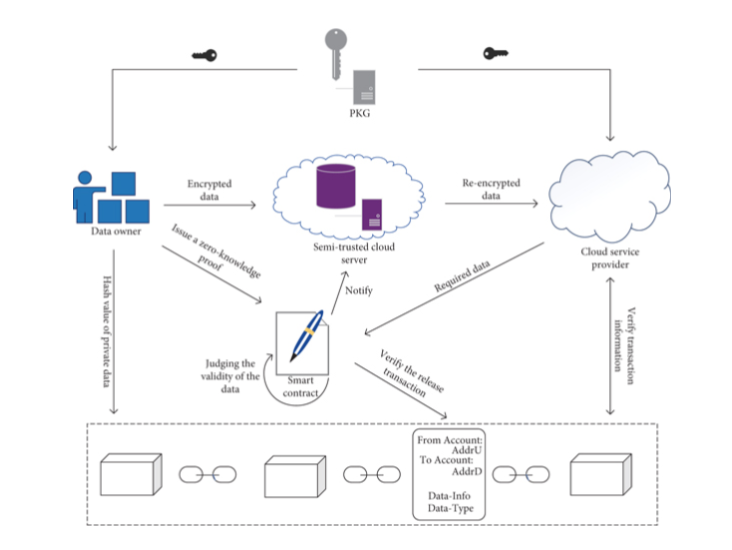 PKG
Encrypted
data
Re-encrypted
data
Data owner
Semi-trusted cloud
server
Cloud service
provider
Issue a zero-knowledge
proof
Notify
Required data
Hash value of private data
Judging the
validity of the
data
Smart
contract
Verify the release
transaction
Verify transaction
information
From Account:
AddrU
To Account:
AddrD
Data-Info
Data-Type